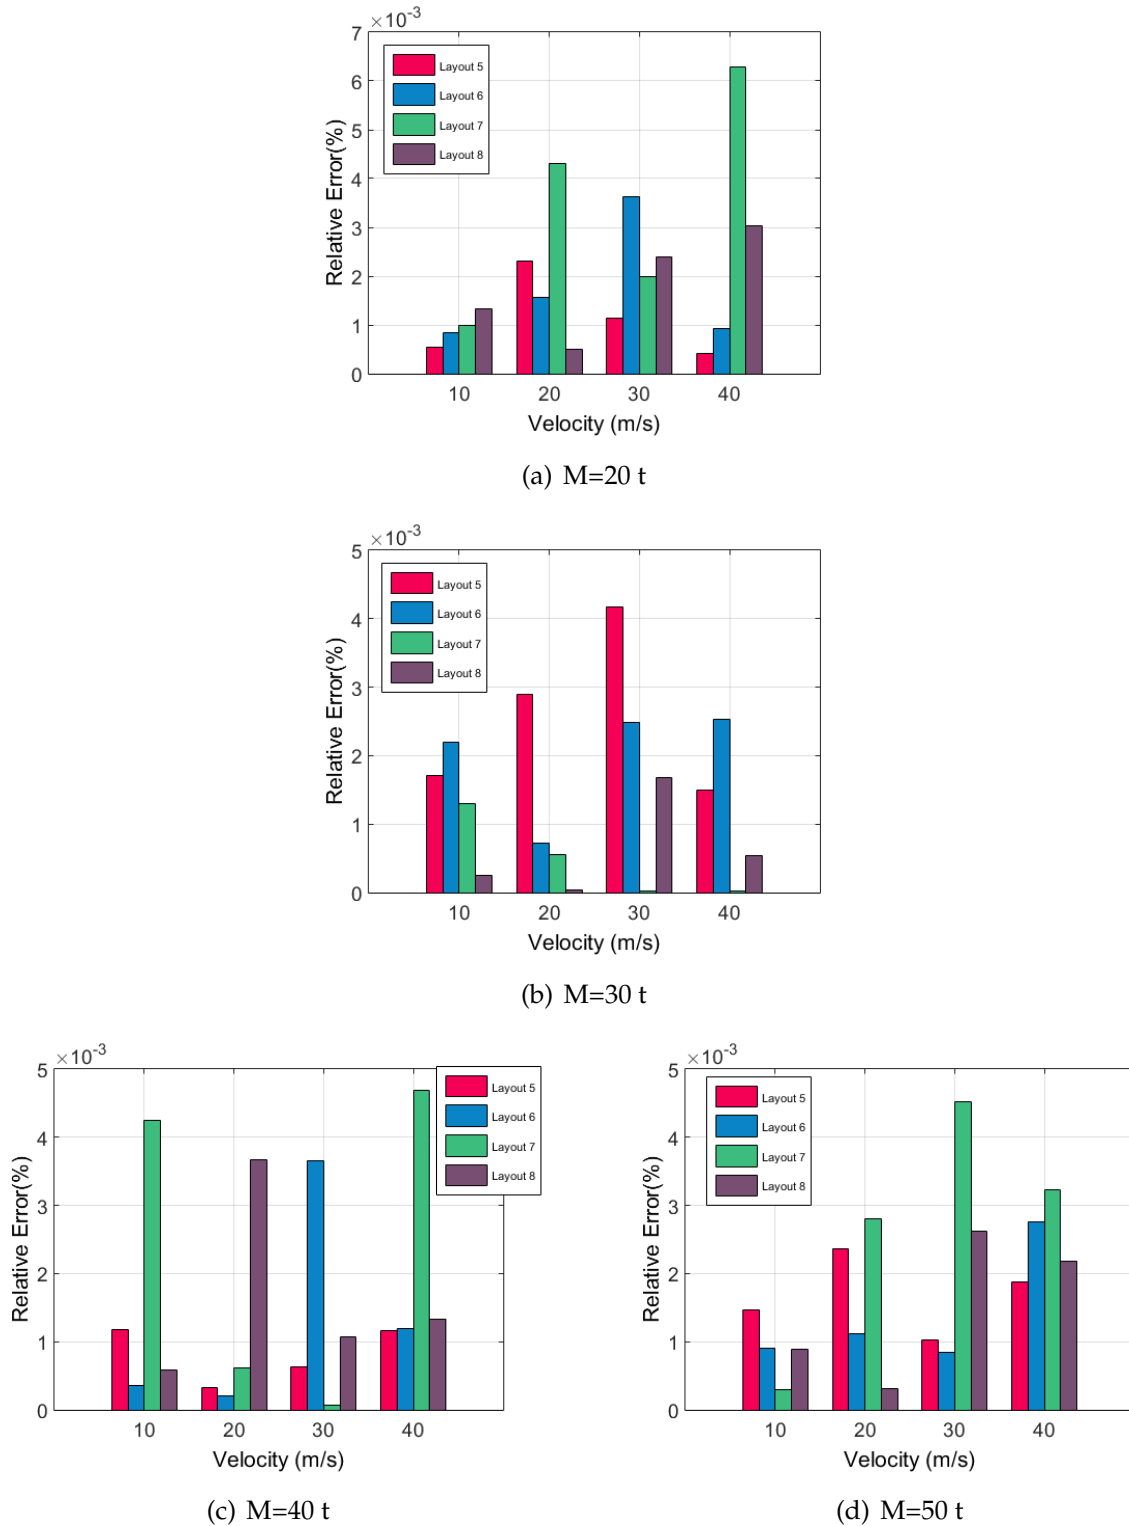 ×10-3
7
6
5
4
3
2
1
0
Relative Error(%)
Layout 5
Layout 6
Layout 7
Layout 8
10 20 30 40
Velocity (m/s)
(a) M=20 t
×10-3
5
4
3
2
1
0
Relative Error(%)
Layout 5
Layout 6
Layout 7
Layout 8
10 20 30 40
Velocity (m/s)
(b) M=30 t
×10-3
5
4
3
2
1
0
Relative Error(%)
Layout 5
Layout 6
Layout 7
Layout 8
10 20 30 40
Velocity (m/s)
(c) M=40 t
×10-3
5
4
3
2
1
0
Relative Error(%)
Layout 5
Layout 6
Layout 7
Layout 8
10 20 30 40
Velocity (m/s)
(d) M=50 t